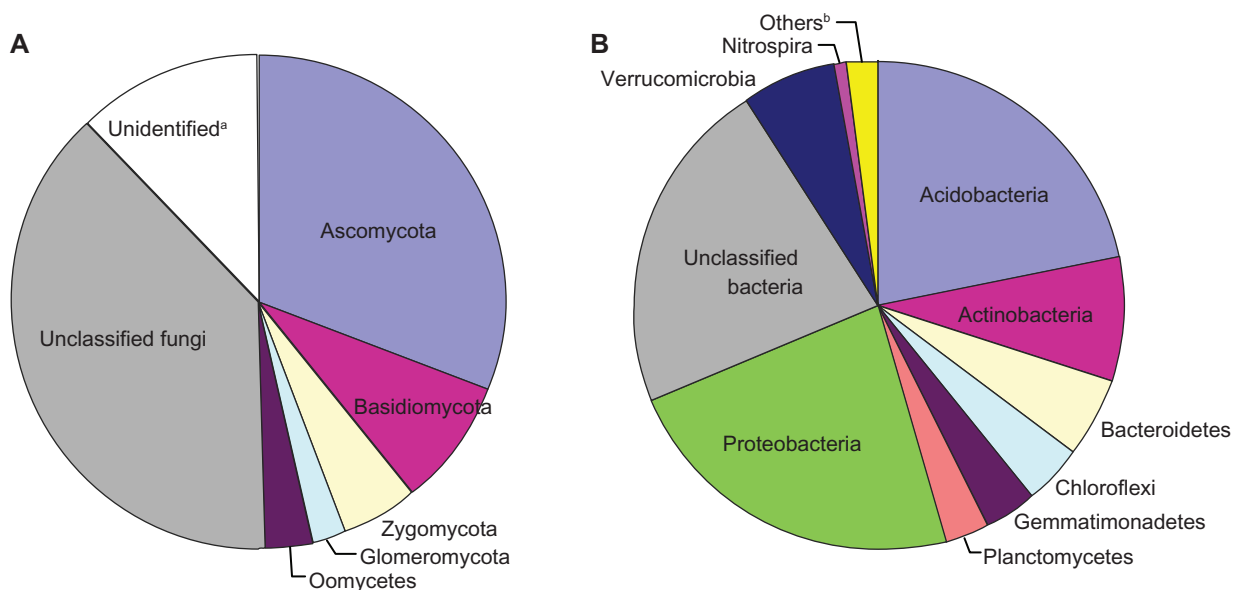 A
Unidentifiedᵃ
Ascomycota
Unclassified fungi
Basidiomycota
Zygomycota
Glomeromycota
Oomycetes
B
Othersᵇ
Nitrospira
Verrucomicrobia
Acidobacteria
Unclassified
bacteria
Actinobacteria
Proteobacteria
Bacteroidetes
Chloroflexi
Gemmatimonadetes
Planctomycetes